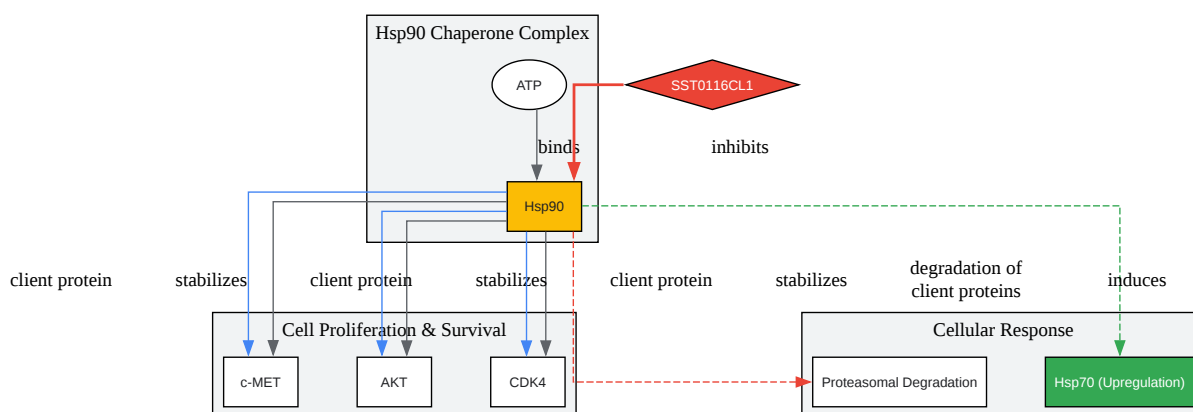 Hsp90 Chaperone Complex
ATP
SST0116CL1
binds
inhibits
Hsp90
client protein
stabilizes
client protein
stabilizes
client protein
stabilizes
degradation of
client proteins
induces
Cell Proliferation & Survival
Cellular Response
c-MET
AKT
CDK4
Proteasomal Degradation
Hsp70 (Upregulation)